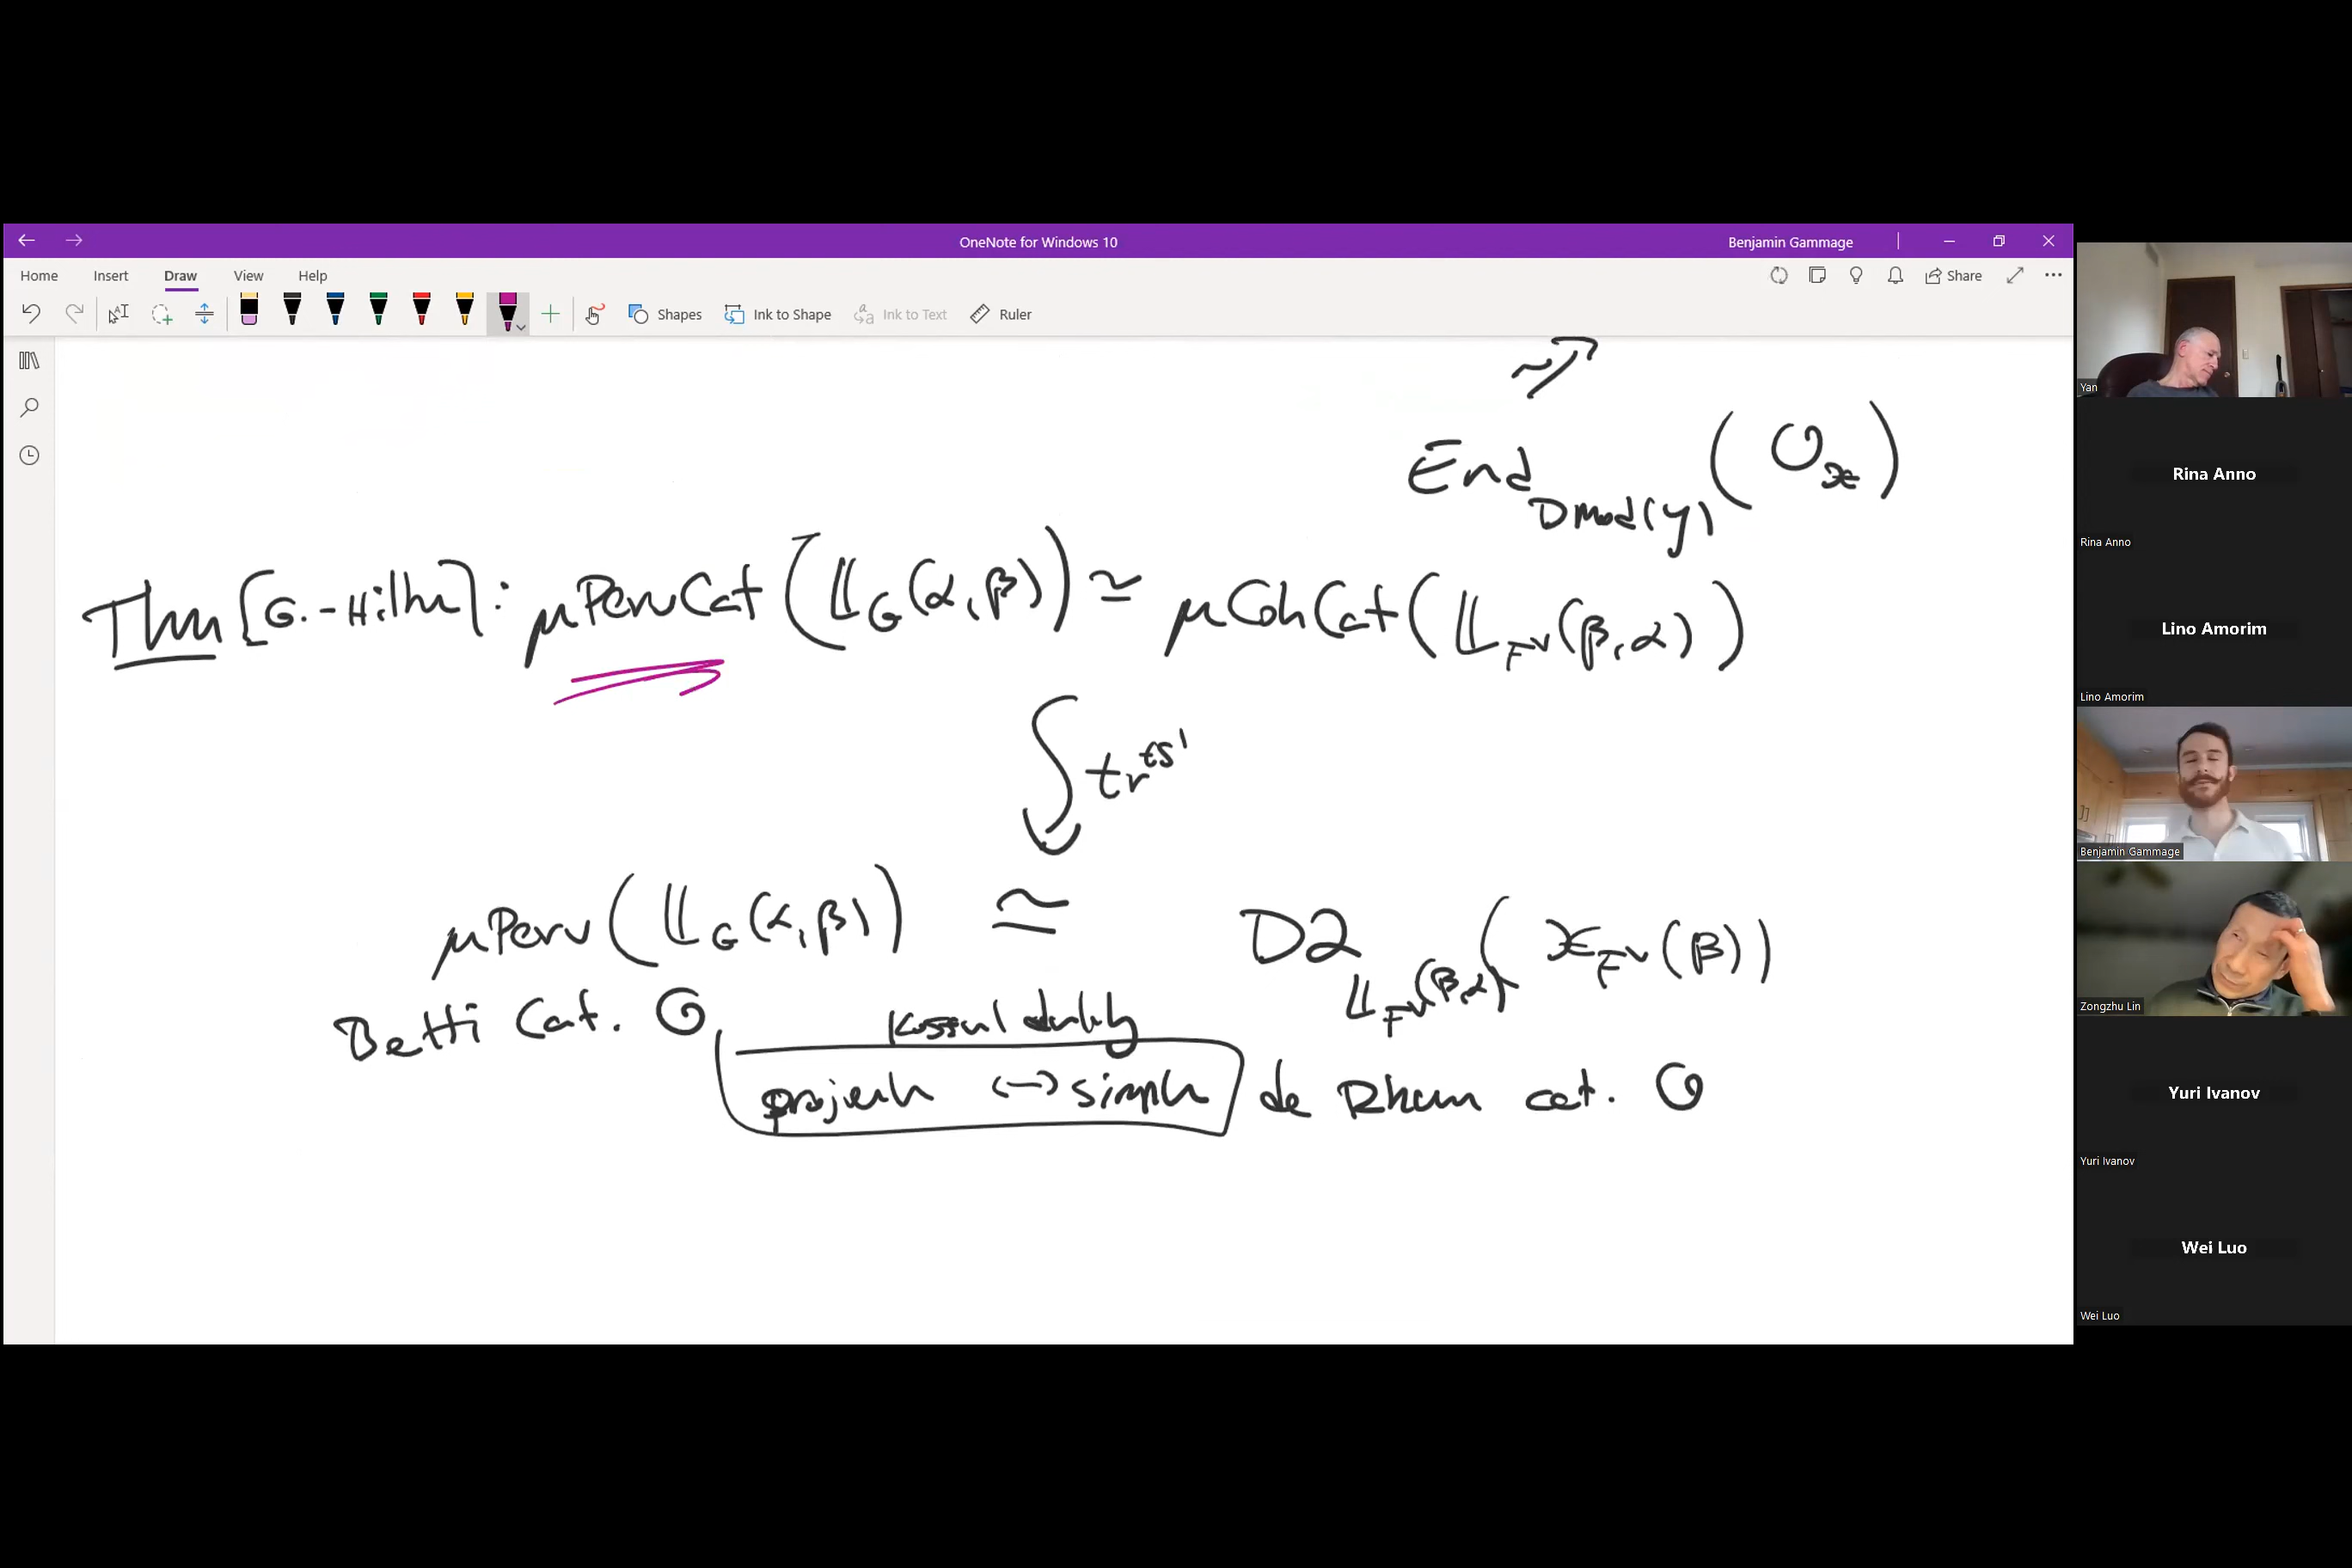 OneNote for Windows 10
Benjamin Gammage
Home Insert Draw View Help
Share
Shapes Ink to Shape Ink to Text Ruler
End_{Dmod(Y)} (O_𝔛)
Thm [G.-Hilbn]: μPervCat (𝕃_G(α,β)) ≃ μCohCat(𝕃_{F^∨}(β,α))
∫ tr^{tS^1}
μPerv(𝕃_G(α,β)) ≅ DQ_{𝕃_{F^∨}(β,α)}(𝔛_{F^∨}(β))
Betti Cat. O
Koszul duality
↔
de Rham cat. O
Yan
Rina Anno
Rina Anno
Lino Amorim
Lino Amorim
Benjamin Gammage
Zongzhu Lin
Yuri Ivanov
Yuri Ivanov
Wei Luo
Wei Luo